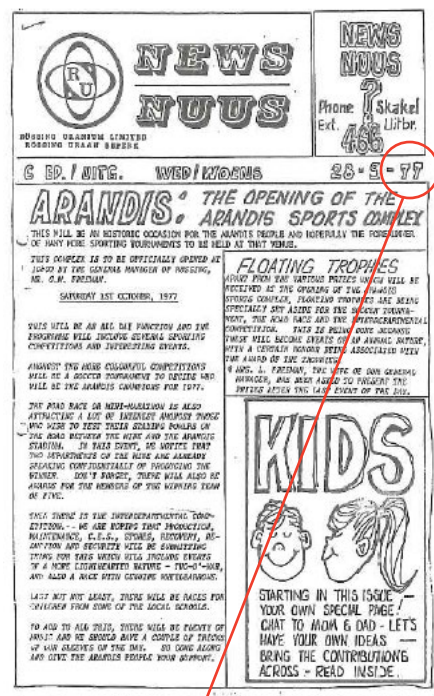 RU
RÖSSING URANIUM LIMITED
RÖSSING URAAN BEPERK
NEWS
NUUS
NEWS
NUUS
?
Phone Skakel
Ext. Uitbr.
466
C ED./UITG. WED/WOENS 28-9-77
ARANDIS: THE OPENING OF THE
ARANDIS SPORTS COMPLEX
THIS WILL BE AN HISTORIC OCCASION FOR THE ARANDIS PEOPLE AND HOPEFULLY THE FORERUNNER
OF MANY MORE SPORTING TOURNAMENTS TO BE HELD AT THAT VENUE.
THIS COMPLEX IS TO BE OFFICIALLY OPENED AT
BY THE GENERAL MANAGER OF ROSSING,
MR. FREEMAN.
SATURDAY 1ST OCTOBER, 1977
THIS WILL BE AN ALL DAY FUNCTION AND THE
PROGRAMME WILL INCLUDE SEVERAL SPORTING
COMPETITIONS AND INTERESTING EVENTS.
AMONGST THE MORE COLOURFUL COMPETITIONS
WILL BE A SOCCER TOURNAMENT TO DECIDE WHO
WILL BE THE ARANDIS CHAMPIONS FOR 1977.
THE ROAD RACE OR MINI-MARATHON IS ALSO
ATTRACTING A LOT OF INTEREST AMONGST THOSE
WHO WISH TO TEST THEIR STAYING POWERS ON
THE ROAD BETWEEN THE MINE AND THE ARANDIS
STADIUM. IN THIS EVENT, WE NOTICE THAT
TWO DEPARTMENTS ON THE MINE ARE ALREADY
SPEAKING CONFIDENTIALLY OF PRODUCING THE
WINNER. DON'T FORGET, THERE WILL ALSO BE
AWARDS FOR THE MEMBERS OF THE WINNING TEAM
OF FIVE.
THEN THERE IS THE INTERDEPARTMENTAL COMP-
ETITION. - WE ARE HOPING THAT PRODUCTION,
MAINTENANCE, C.E.S., STORES, RECOVERY,
AND SECURITY WILL BE SUBMITTING
TEAMS FOR THIS WHICH WILL INCLUDE EVENTS
OF A MORE LIGHTHEARTED NATURE - TUG-O'-WAR,
AND ALSO A RACE WITH WHEELBARROWS.
LAST BUT NOT LEAST, THERE WILL BE RACES FOR
CHILDREN FROM SOME OF THE LOCAL SCHOOLS.
TO ADD TO ALL THIS, THERE WILL BE PLENTY OF
MUSIC AND WE SHOULD HAVE A COUPLE OF TRICKS
UP OUR SLEEVES ON THE DAY. SO COME ALONG
AND GIVE THE ARANDIS PEOPLE YOUR SUPPORT.
FLOATING TROPHIES
APART FROM THE VARIOUS PRIZES WHICH WILL BE
RECEIVED AT THE OPENING OF THE ARANDIS
SPORTS COMPLEX, FLOATING TROPHIES ARE BEING
SPECIALLY SET ASIDE FOR THE SOCCER TOURNA-
MENT, THE ROAD RACE AND THE INTERDEPARTMENTAL
COMPETITION. THIS IS BEING DONE BECAUSE
THESE WILL BECOME EVENTS OF AN ANNUAL NATURE,
WITH A CERTAIN HONOUR BEING ASSOCIATED WITH
THE AWARD OF THE TROPHIES.
MRS. L. FREEMAN, THE WIFE OF OUR GENERAL
MANAGER, HAS BEEN ASKED TO PRESENT THE
PRIZES AFTER THE LAST EVENT OF THE DAY.
KIDS
STARTING IN THIS ISSUE -
YOUR OWN SPECIAL PAGE!
CHAT TO MOM & DAD - LET'S
HAVE YOUR OWN IDEAS -
BRING THE CONTRIBUTIONS
ACROSS - READ INSIDE.